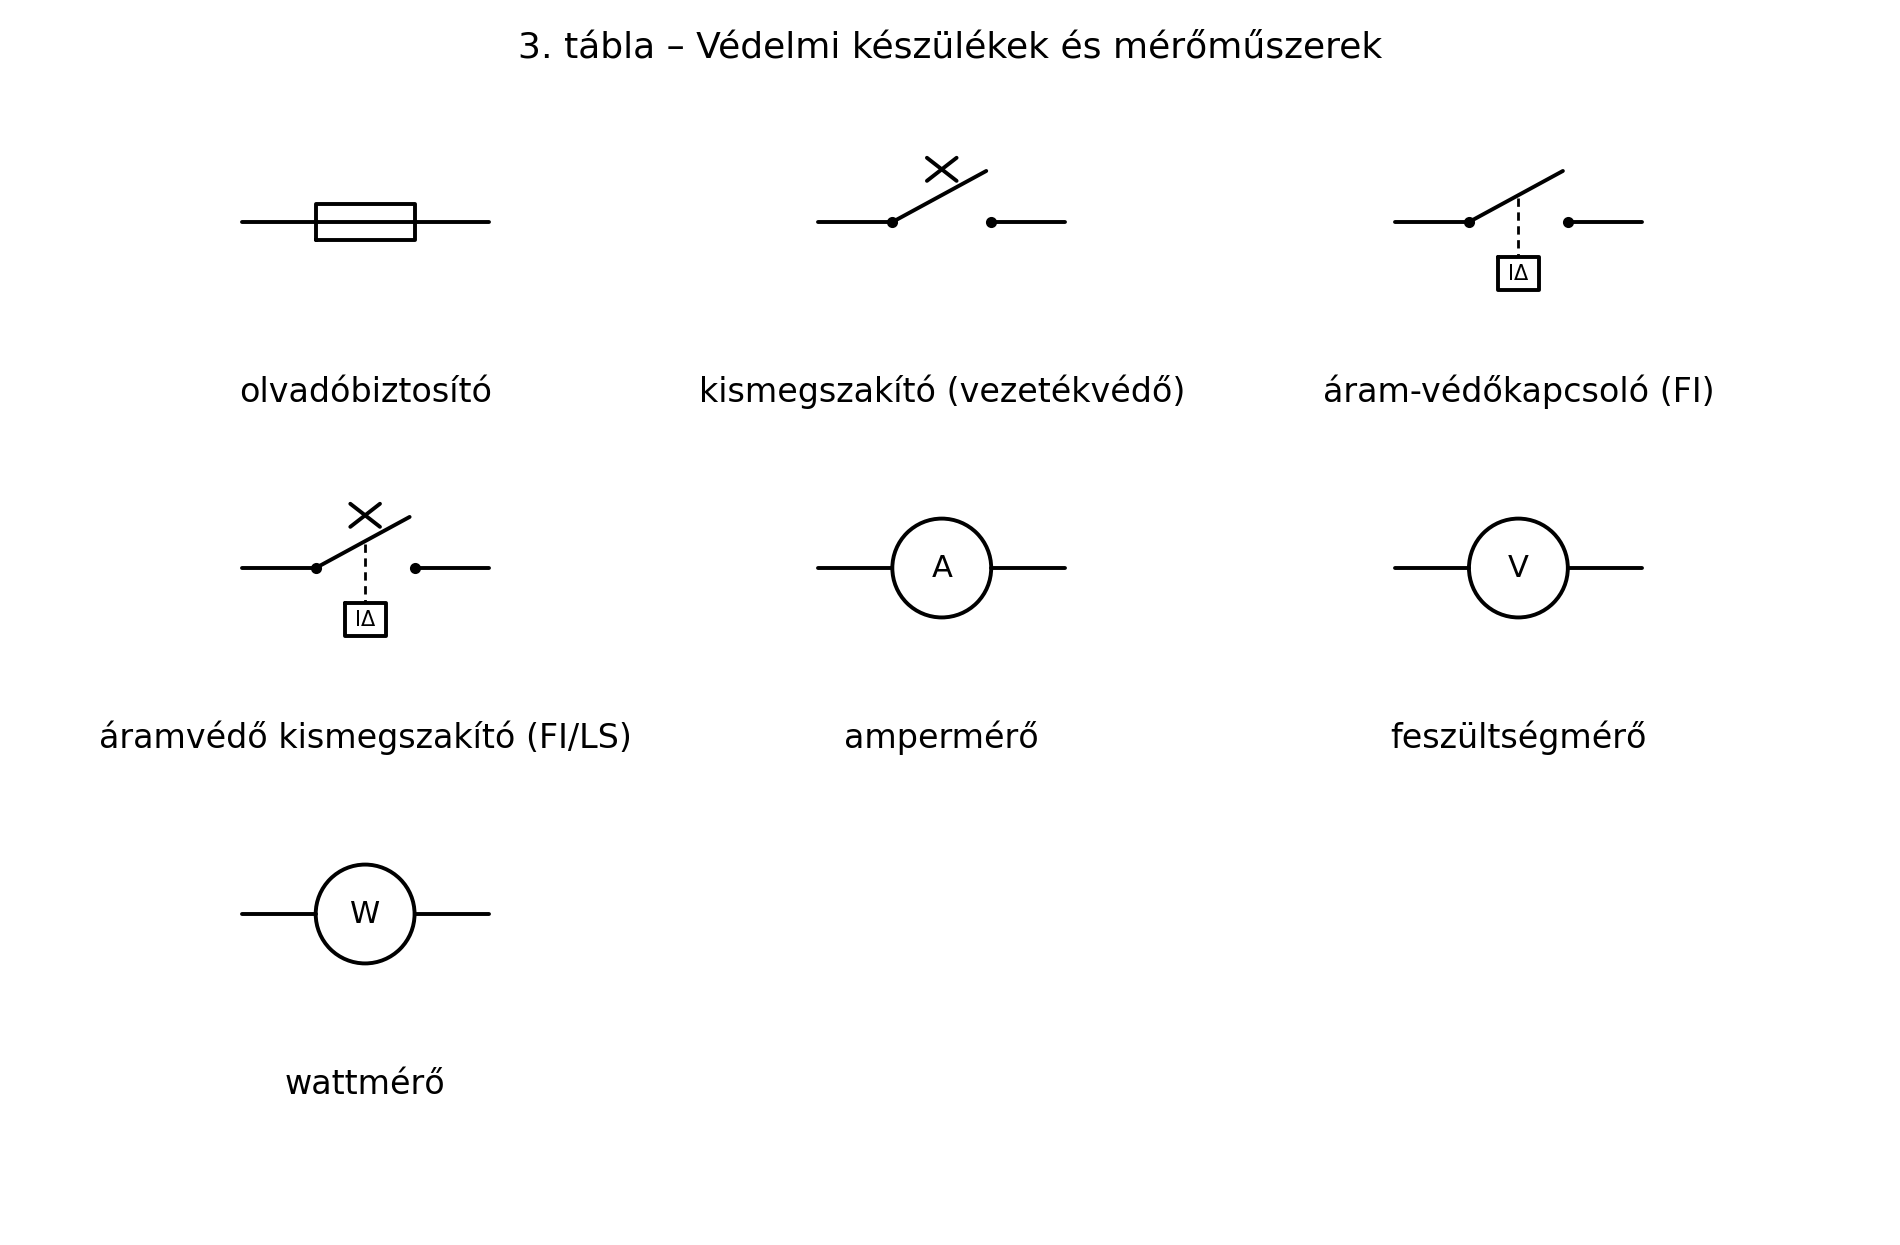 3. tábla – Védelmi készülékek és mérőműszerek
IΔ
olvadóbiztosító
kismegszakító (vezetékvédő)
áram-védőkapcsoló (FI)
IΔ
A
V
áramvédő kismegszakító (FI/LS)
ampermérő
feszültségmérő
W
wattmérő